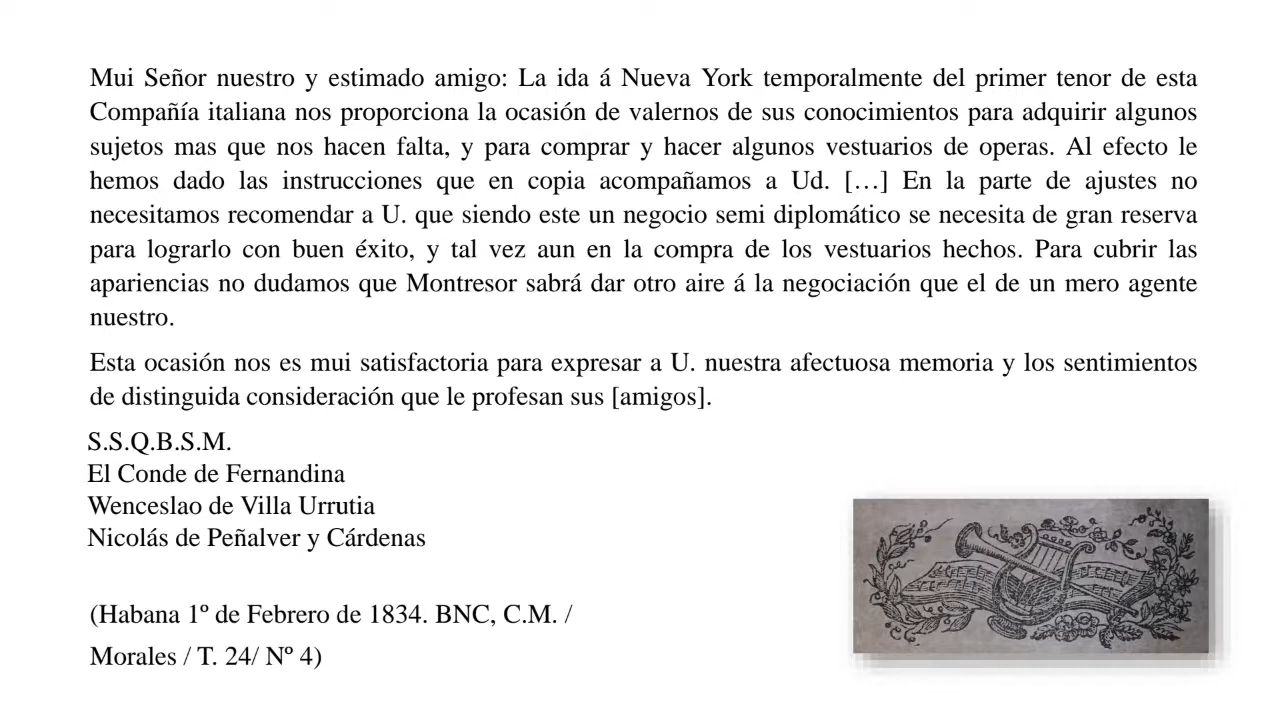 Mui Señor nuestro y estimado amigo: La ida á Nueva York temporalmente del primer tenor de esta
Compañía italiana nos proporciona la ocasión de valernos de sus conocimientos para adquirir algunos
sujetos mas que nos hacen falta, y para comprar y hacer algunos vestuarios de operas. Al efecto le
hemos dado las instrucciones que en copia acompañamos a Ud. […] En la parte de ajustes no
necesitamos recomendar a U. que siendo este un negocio semi diplomático se necesita de gran reserva
para lograrlo con buen éxito, y tal vez aun en la compra de los vestuarios hechos. Para cubrir las
apariencias no dudamos que Montresor sabrá dar otro aire á la negociación que el de un mero agente
nuestro.
Esta ocasión nos es mui satisfactoria para expresar a U. nuestra afectuosa memoria y los sentimientos
de distinguida consideración que le profesan sus [amigos].
S.S.Q.B.S.M.
El Conde de Fernandina
Wenceslao de Villa Urrutia
Nicolás de Peñalver y Cárdenas
(Habana 1º de Febrero de 1834. BNC, C.M. /
Morales / T. 24/ Nº 4)